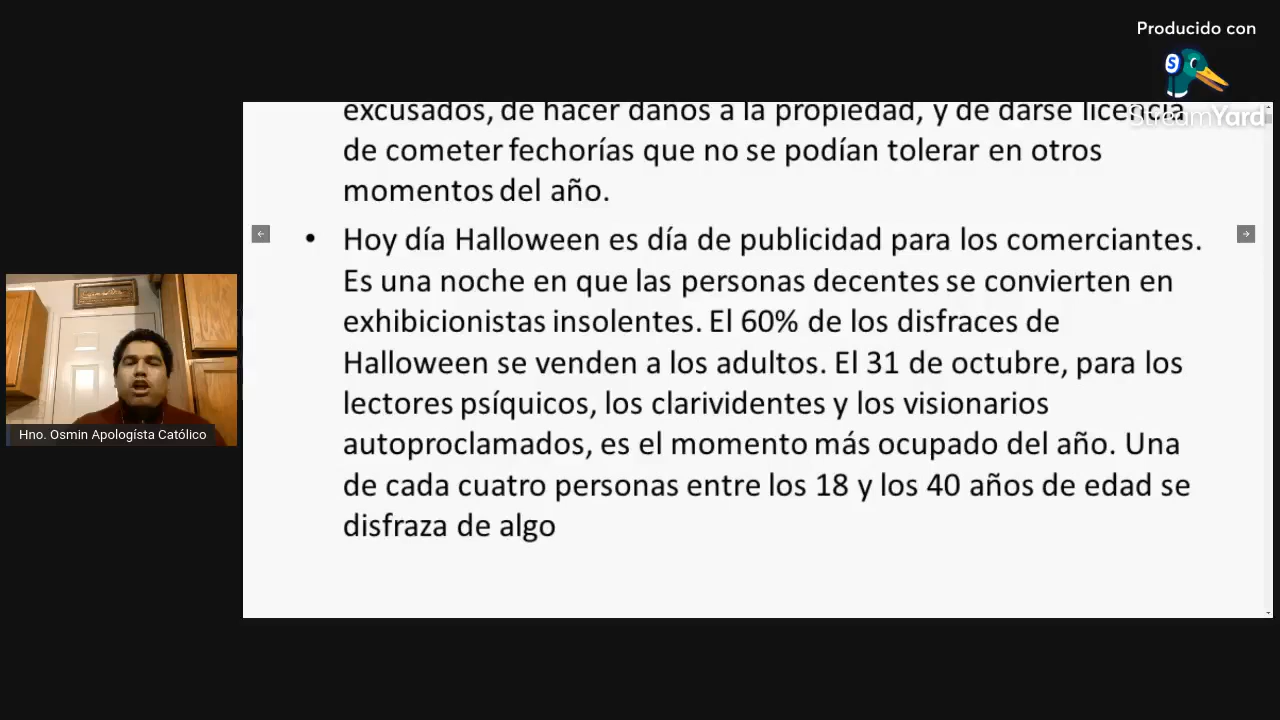 Producido con
StreamYard
excusados, de hacer daños a la propiedad, y de darse licencia
de cometer fechorías que no se podían tolerar en otros
momentos del año.
• Hoy día Halloween es día de publicidad para los comerciantes.
Es una noche en que las personas decentes se convierten en
exhibicionistas insolentes. El 60% de los disfraces de
Halloween se venden a los adultos. El 31 de octubre, para los
lectores psíquicos, los clarividentes y los visionarios
autoproclamados, es el momento más ocupado del año. Una
de cada cuatro personas entre los 18 y los 40 años de edad se
disfraza de algo
Hno. Osmin Apologísta Católico